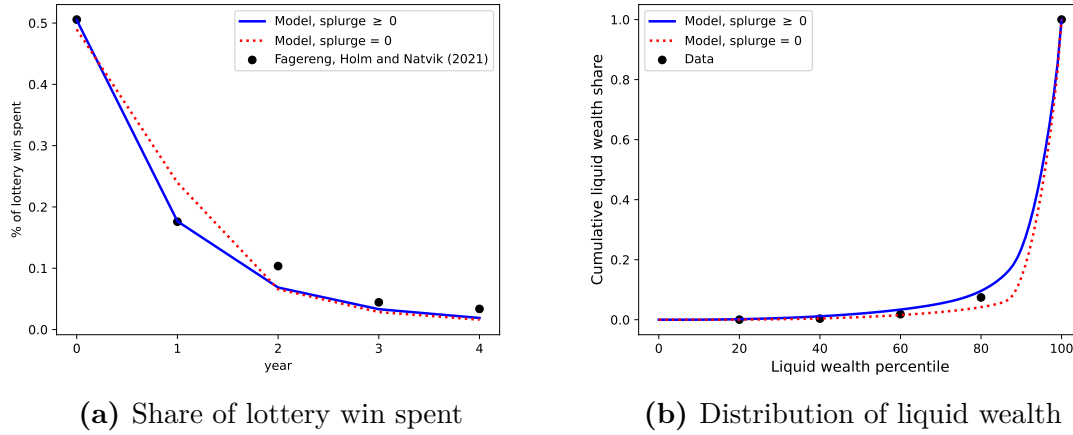 0.5
0.4
0.3
0.2
0.1
0.0
% of lottery win spent
Model, splurge ≥ 0
Model, splurge = 0
Fagereng, Holm and Natvik (2021)
0 1 2 3 4
year
(a) Share of lottery win spent
1.0
0.8
0.6
0.4
0.2
0.0
Cumulative liquid wealth share
Model, splurge ≥ 0
Model, splurge = 0
Data
0 20 40 60 80 100
Liquid wealth percentile
(b) Distribution of liquid wealth